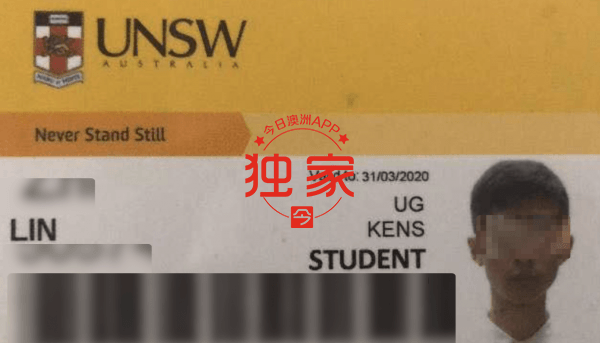 UNSW
AUSTRALIA
Never Stand Still
今日澳洲APP
独家
今
Valid to: 31/03/2020
UG
LIN
KENS
STUDENT